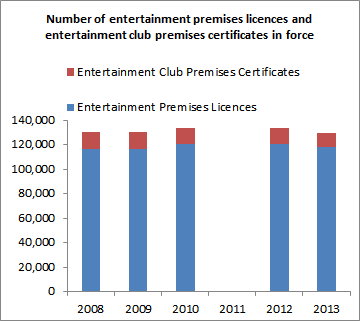 Number of entertainment premises licences and
entertainment club premises certificates in force
Entertainment Club Premises Certificates
Entertainment Premises Licences
140,000
120,000
100,000
80,000
60,000
40,000
20,000
0
2008 2009 2010 2011 2012 2013